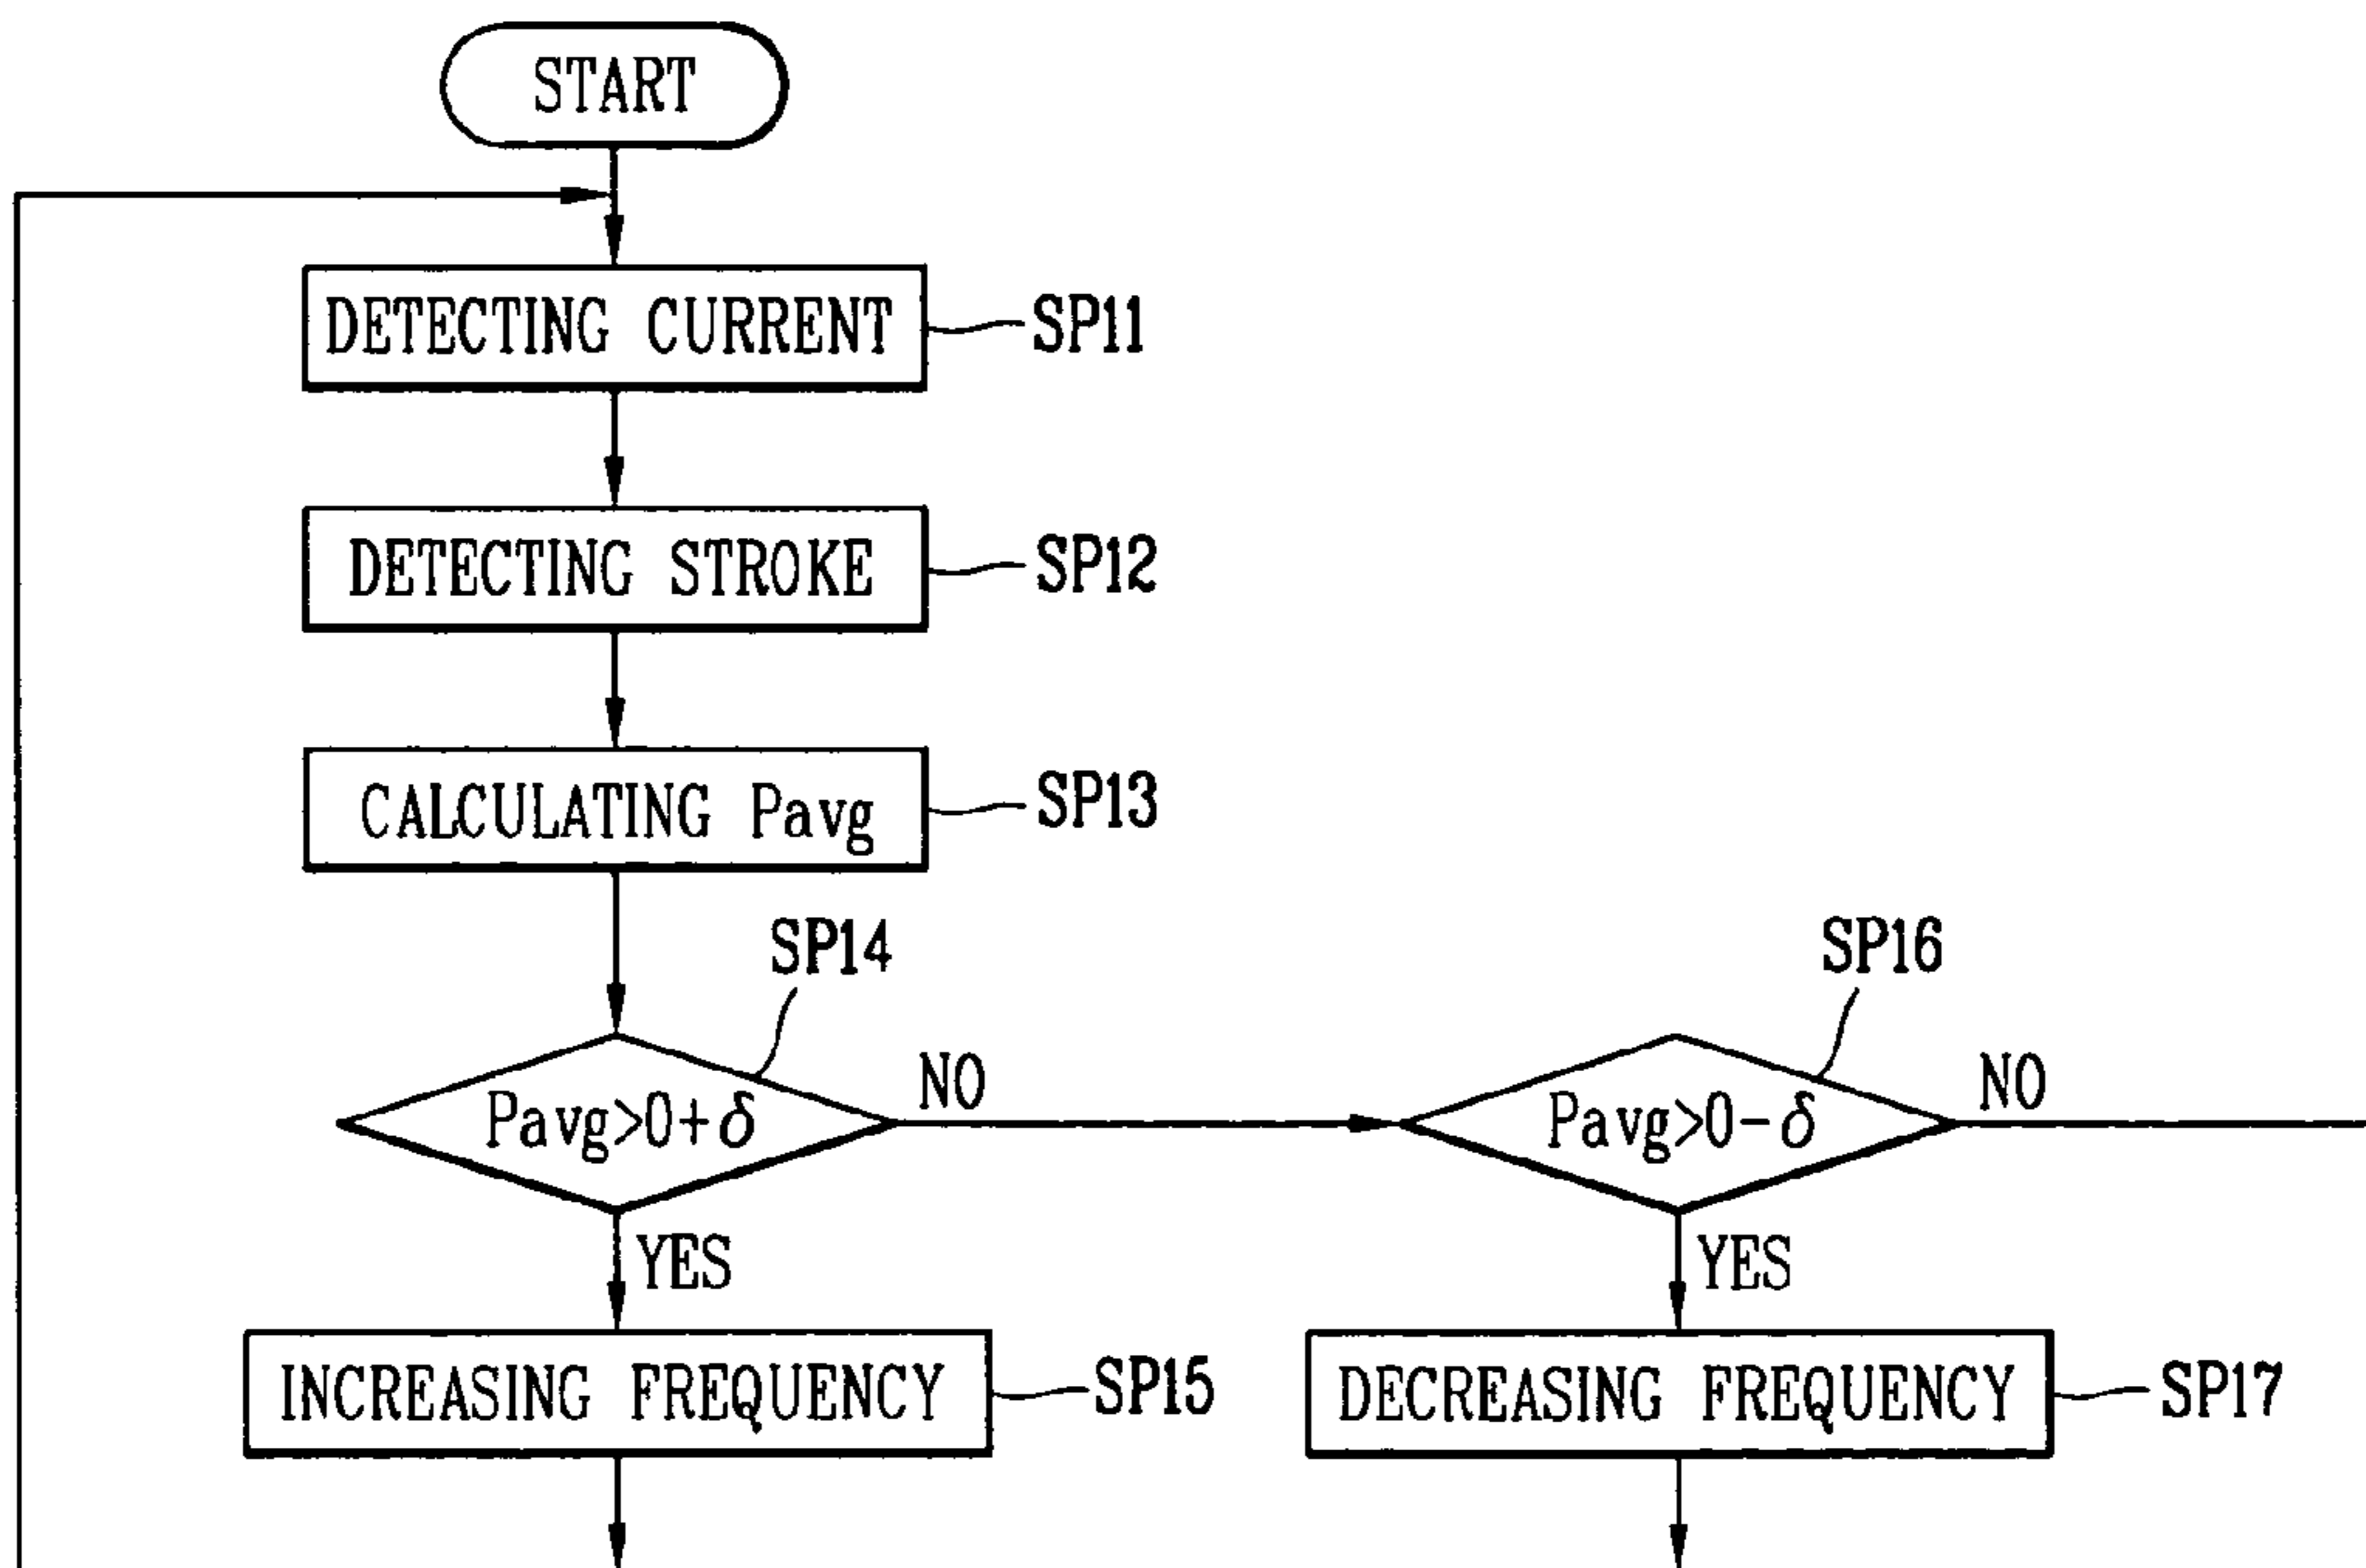 START
DETECTING CURRENT
SP11
DETECTING STROKE
SP12
CALCULATING Pavg
SP13
SP14
SP16
Pavg>0+δ
NO
Pavg>0-δ
NO
YES
YES
INCREASING FREQUENCY
SP15
DECREASING FREQUENCY
SP17